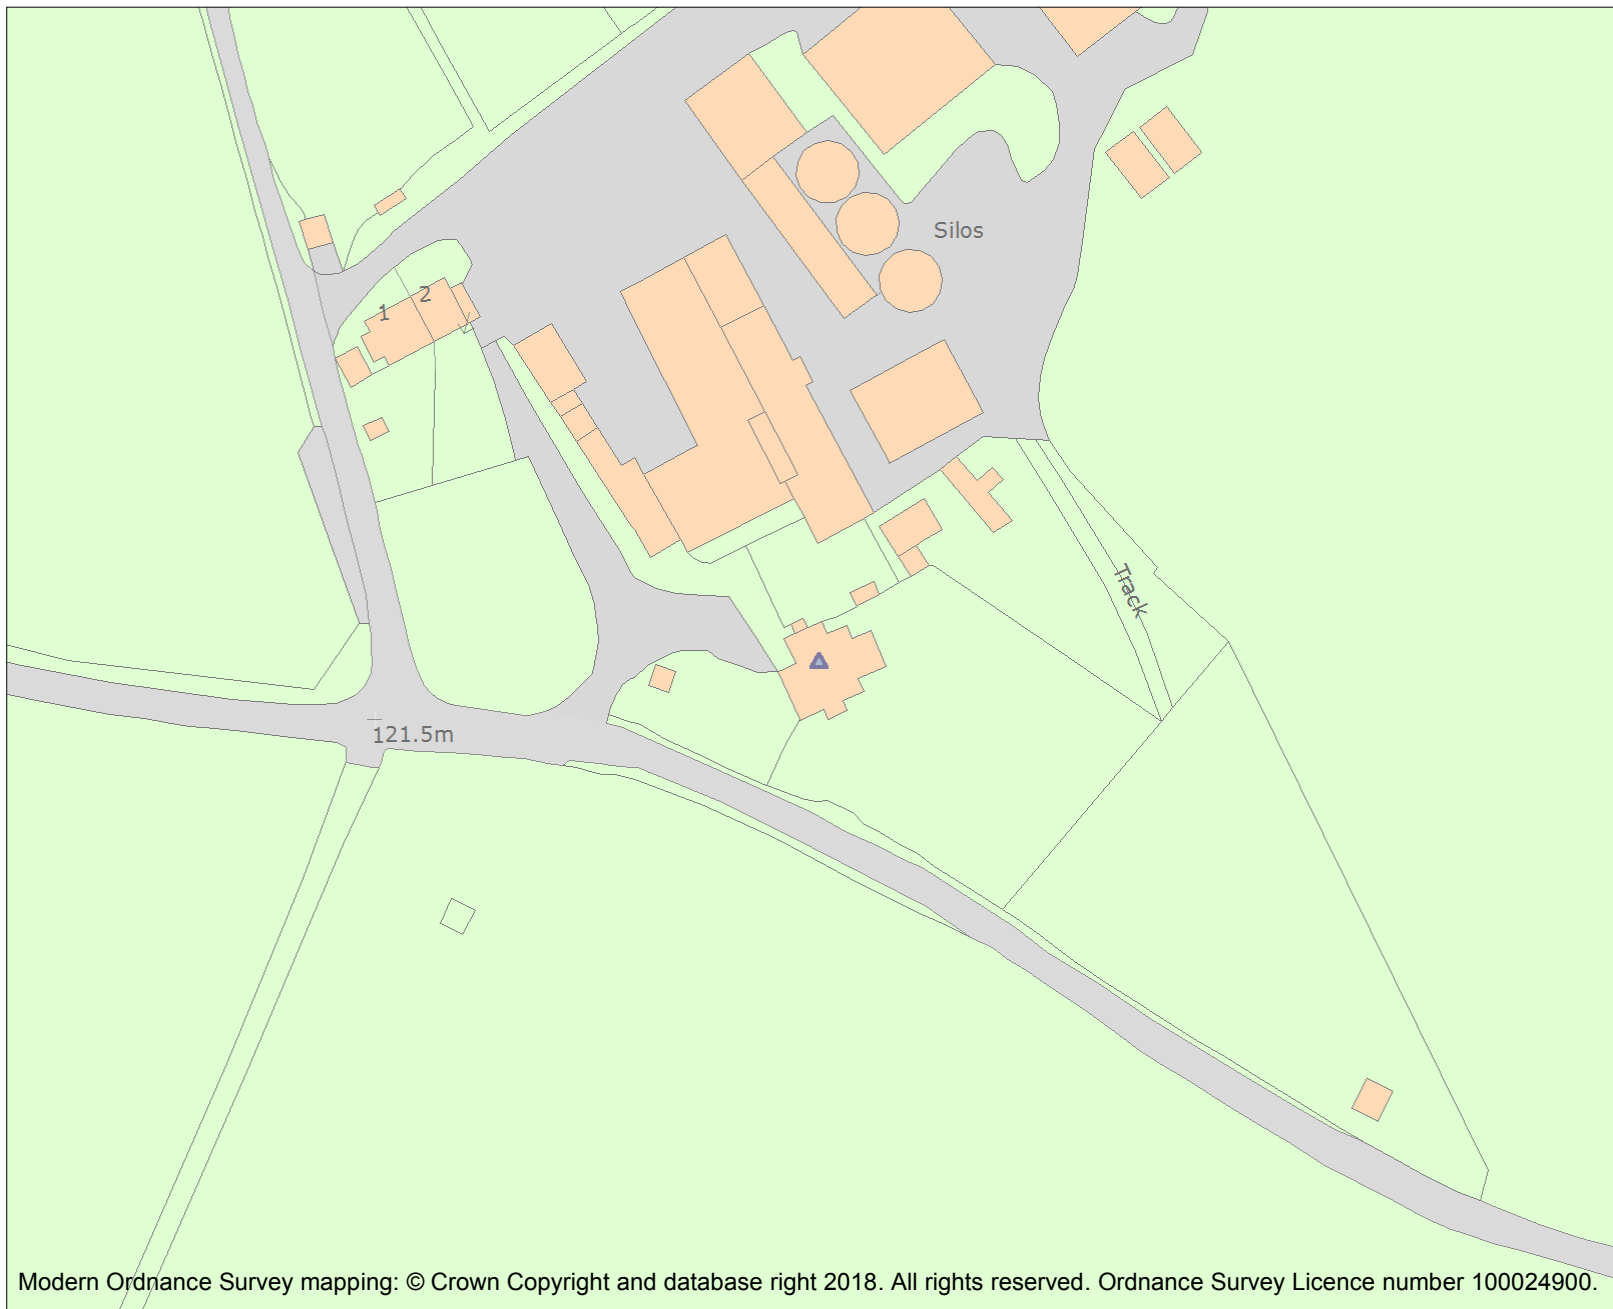 Silos
2
1
Track
121.5m
Modern Ordnance Survey mapping: © Crown Copyright and database right 2018. All rights reserved. Ordnance Survey Licence number 100024900.